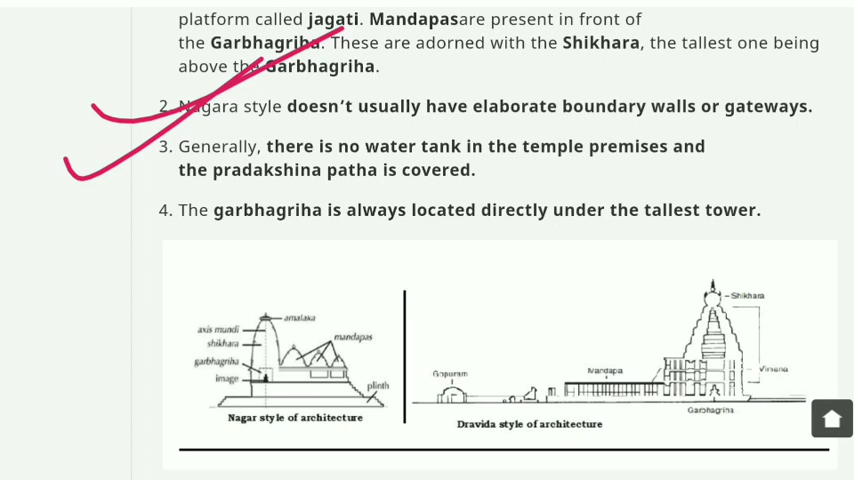 platform called jagati. Mandapasare present in front of
the Garbhagriha. These are adorned with the Shikhara, the tallest one being
above the Garbhagriha.
2. Nagara style doesn’t usually have elaborate boundary walls or gateways.
3. Generally, there is no water tank in the temple premises and
the pradakshina patha is covered.
4. The garbhagriha is always located directly under the tallest tower.
amalaka
axis mundi
shikhara
mandapas
garbhagriha
image
plinth
Nagar style of architecture
Shikhara
Gopuram
Mandapa
Vimana
Garbhagriha
Dravida style of architecture